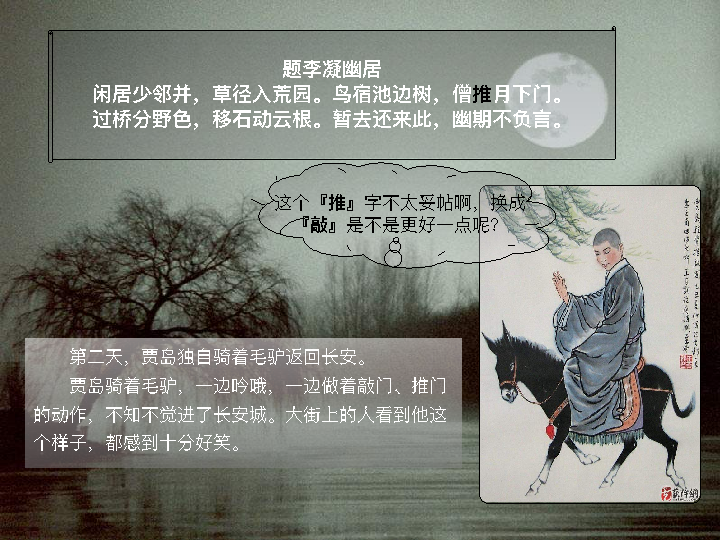 题李凝幽居
闲居少邻并，草径入荒园。鸟宿池边树，僧推月下门。
过桥分野色，移石动云根。暂去还来此，幽期不负言。
这个『推』字不太妥帖啊，换成
『敲』是不是更好一点呢？
第二天，贾岛独自骑着毛驴返回长安。
贾岛骑着毛驴，一边吟哦，一边做着敲门、推门
的动作，不知不觉进了长安城。大街上的人看到他这
个样子，都感到十分好笑。